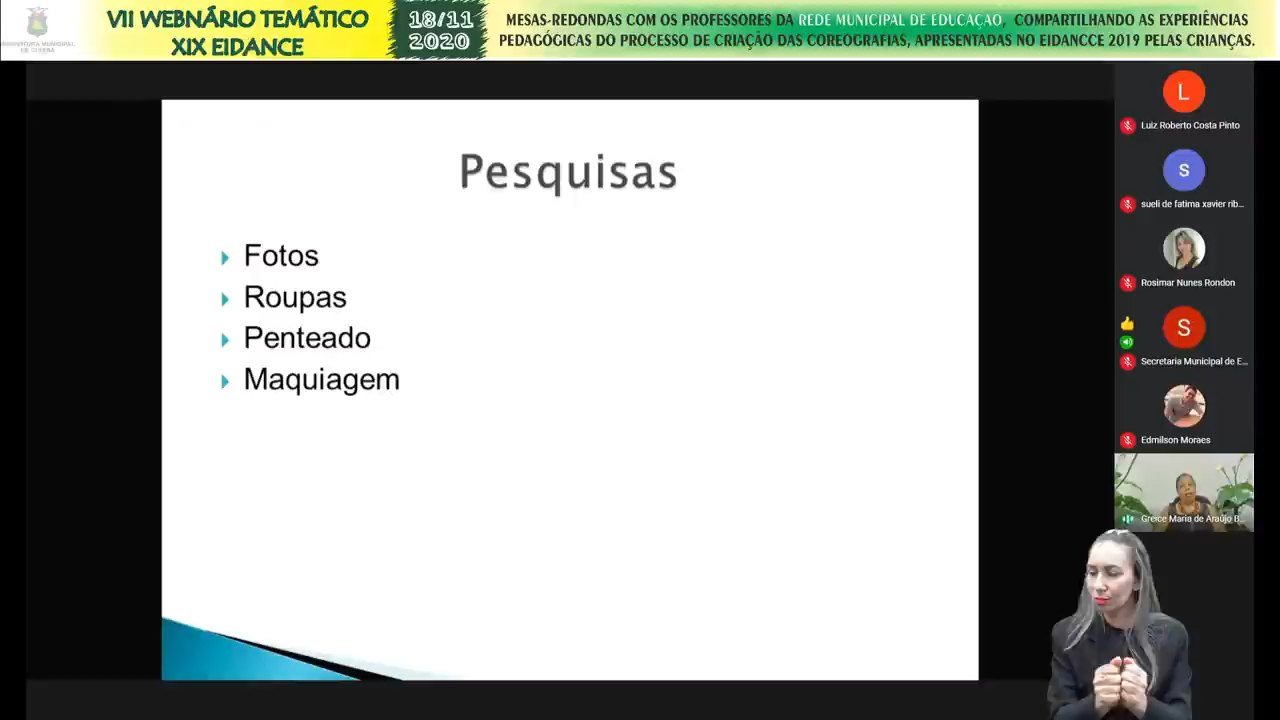 PREFEITURA MUNICIPAL
VII WEBNÁRIO TEMÁTICO
XIX EIDANCE
18/11
2020
MESAS-REDONDAS COM OS PROFESSORES DA REDE MUNICIPAL DE EDUCAÇÃO, COMPARTILHANDO AS EXPERIÊNCIAS
PEDAGÓGICAS DO PROCESSO DE CRIAÇÃO DAS COREOGRAFIAS, APRESENTADAS NO EIDANCCE 2019 PELAS CRIANÇAS.
Pesquisas
Fotos
Roupas
Penteado
Maquiagem
L
Luiz Roberto Costa Pinto
s
sueli de fatima xavier rib...
Rosimar Nunes Rondon
S
Secretaria Municipal de E...
Edmilson Moraes
Greice Maria de Araújo B...